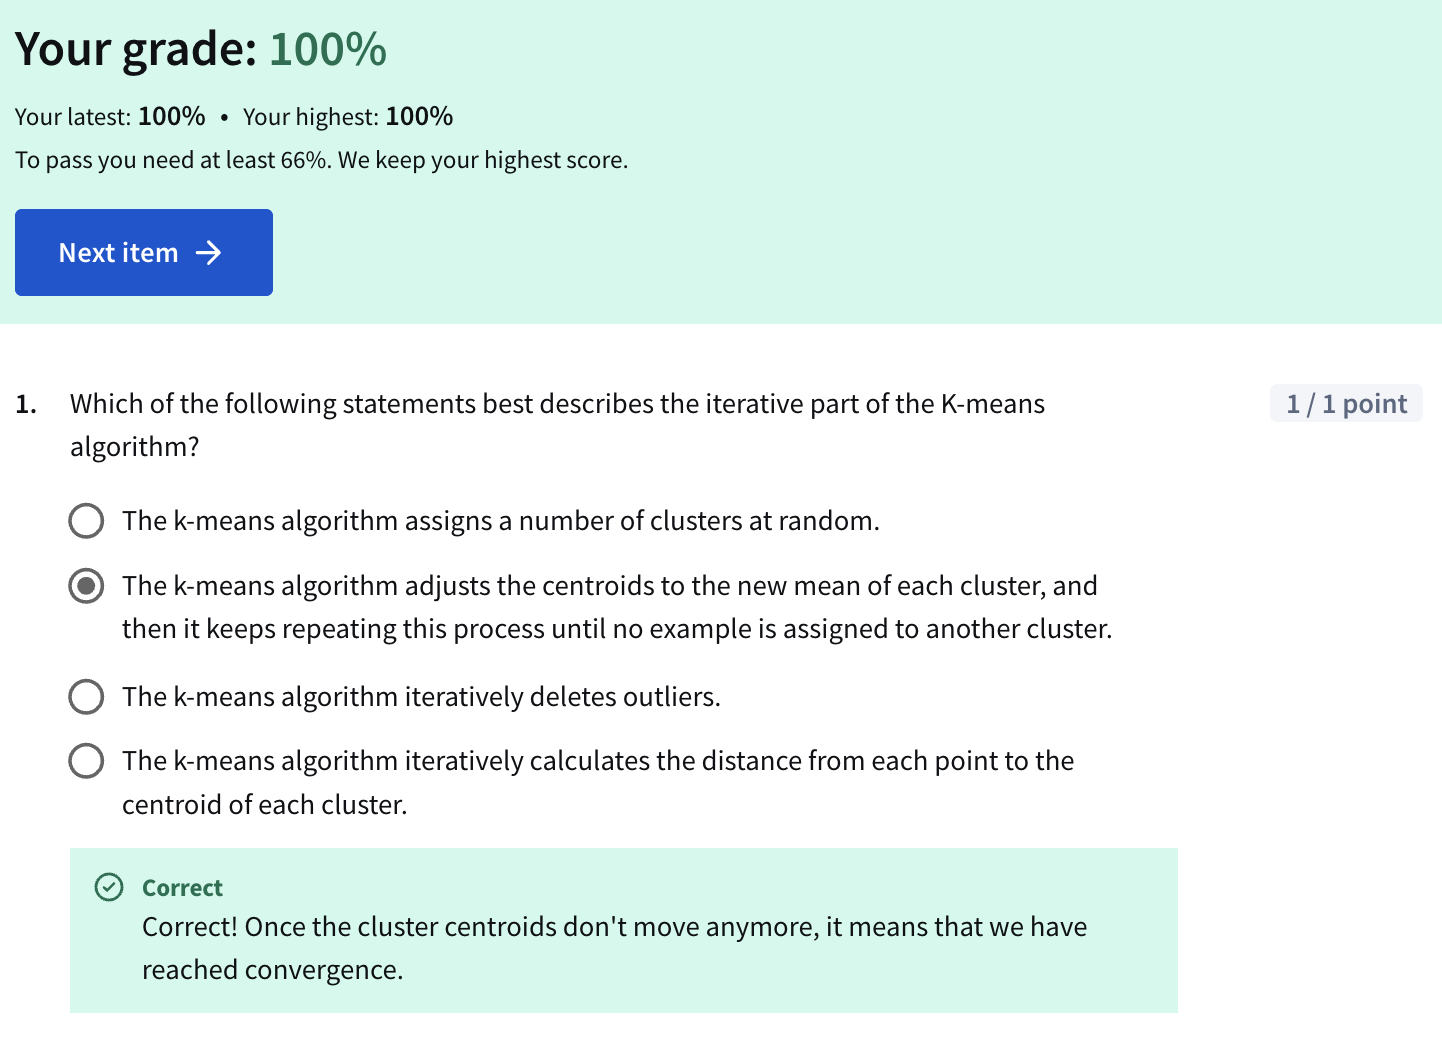 Your grade: 100%
Your latest: 100% • Your highest: 100%
To pass you need at least 66%. We keep your highest score.
Next item →
1. Which of the following statements best describes the iterative part of the K-means
algorithm?
1 / 1 point
The k-means algorithm assigns a number of clusters at random.
The k-means algorithm adjusts the centroids to the new mean of each cluster, and
then it keeps repeating this process until no example is assigned to another cluster.
The k-means algorithm iteratively deletes outliers.
The k-means algorithm iteratively calculates the distance from each point to the
centroid of each cluster.
Correct
Correct! Once the cluster centroids don't move anymore, it means that we have
reached convergence.